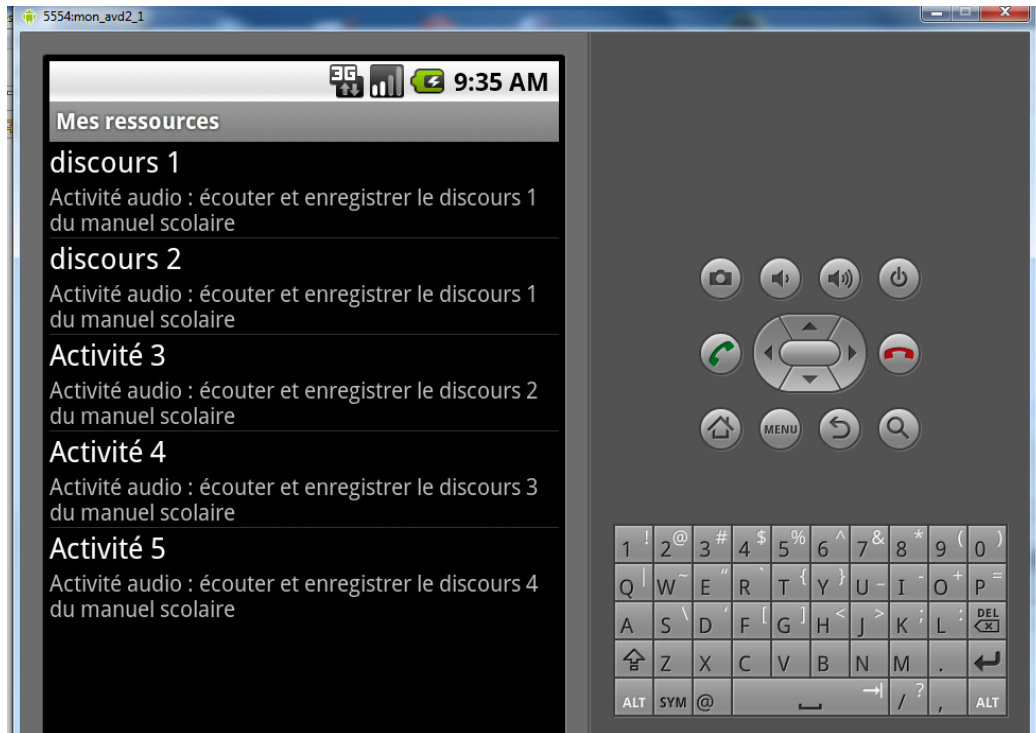 5554:mon_avd2_1
3G 9:35 AM
Mes ressources
discours 1
Activité audio : écouter et enregistrer le discours 1
du manuel scolaire
discours 2
Activité audio : écouter et enregistrer le discours 1
du manuel scolaire
Activité 3
Activité audio : écouter et enregistrer le discours 2
du manuel scolaire
Activité 4
Activité audio : écouter et enregistrer le discours 3
du manuel scolaire
Activité 5
Activité audio : écouter et enregistrer le discours 4
du manuel scolaire
MENU
1 ! 2 @ 3 # 4 $ 5 % 6 ^ 7 & 8 * 9 ( 0 )
Q | W ~ E “ R ` T { Y } U - I - O + P =
A S \ D ‘ F [ G ] H < J > K ; L : DEL
Z X C V B N M .
ALT SYM @ / ? , ALT